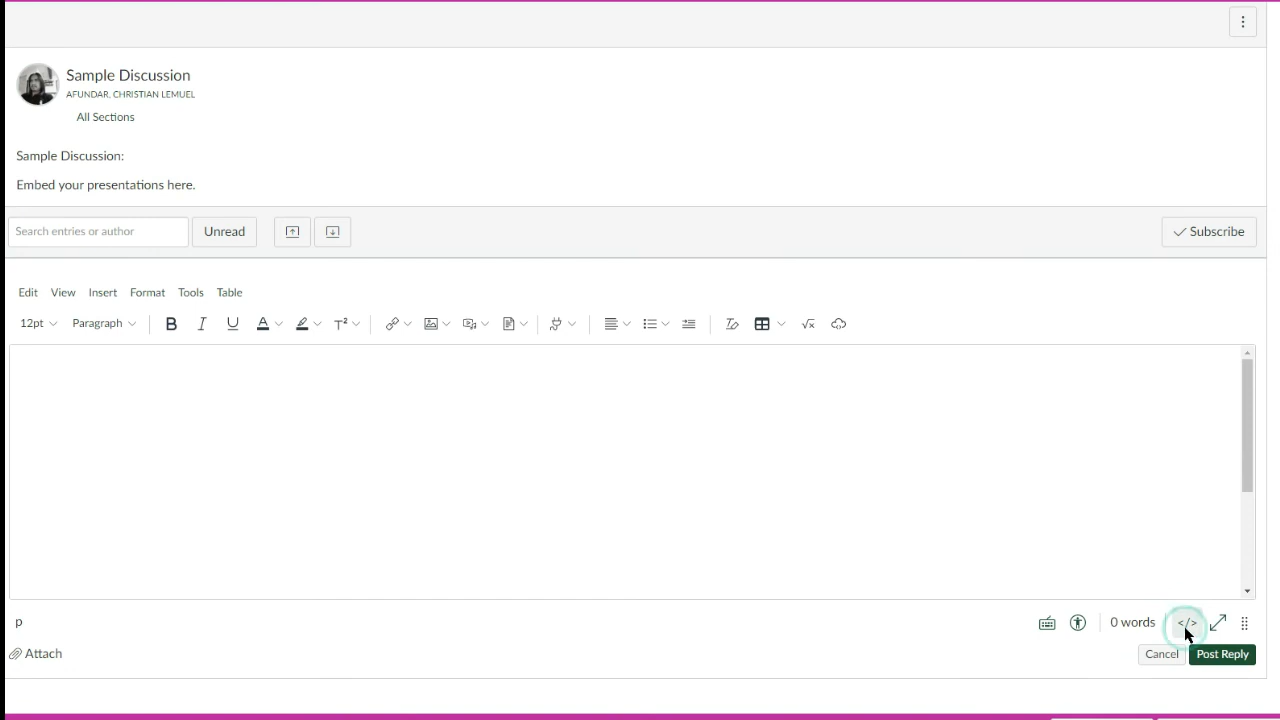 Sample Discussion
AFUNDAR, CHRISTIAN LEMUEL
All Sections
Sample Discussion:
Embed your presentations here.
Search entries or author Unread Subscribe
Edit View Insert Format Tools Table
12pt Paragraph B I U A T²
p 0 words </>
Attach Cancel Post Reply